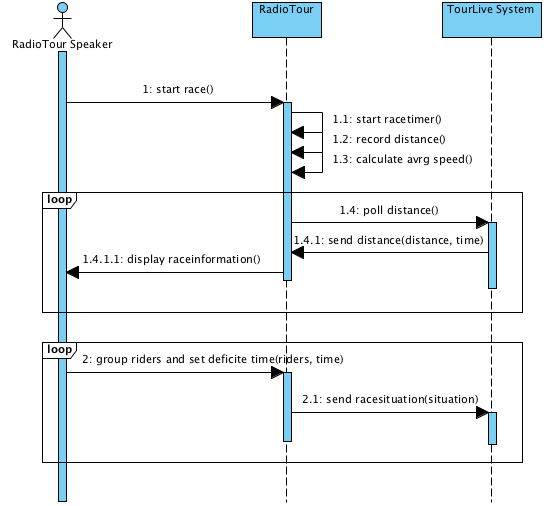 RadioTour
TourLive System
RadioTour Speaker
1: start race()
1.1: start racetimer()
1.2: record distance()
1.3: calculate avrg speed()
loop
1.4: poll distance()
1.4.1: send distance(distance, time)
1.4.1.1: display raceinformation()
loop
2: group riders and set deficite time(riders, time)
2.1: send racesituation(situation)